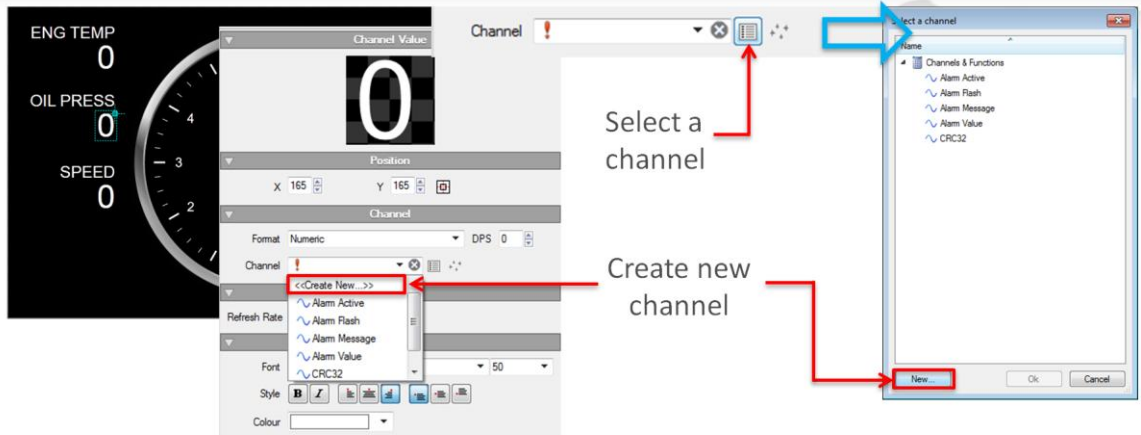 ENG TEMP
0
OIL PRESS
0
SPEED
0
4
3
2
Channel Value
0
Position
X 165 Y 165
Channel
Format Numeric DPS 0
Channel
<<Create New...>>
Alarm Active
Alarm Flash
Alarm Message
Alarm Value
CRC32
Refresh Rate
Font 50
Style B I
Colour
Channel
Select a
channel
Create new
channel
Select a channel
Name
Channels & Functions
Alarm Active
Alarm Flash
Alarm Message
Alarm Value
CRC32
New...
Ok
Cancel